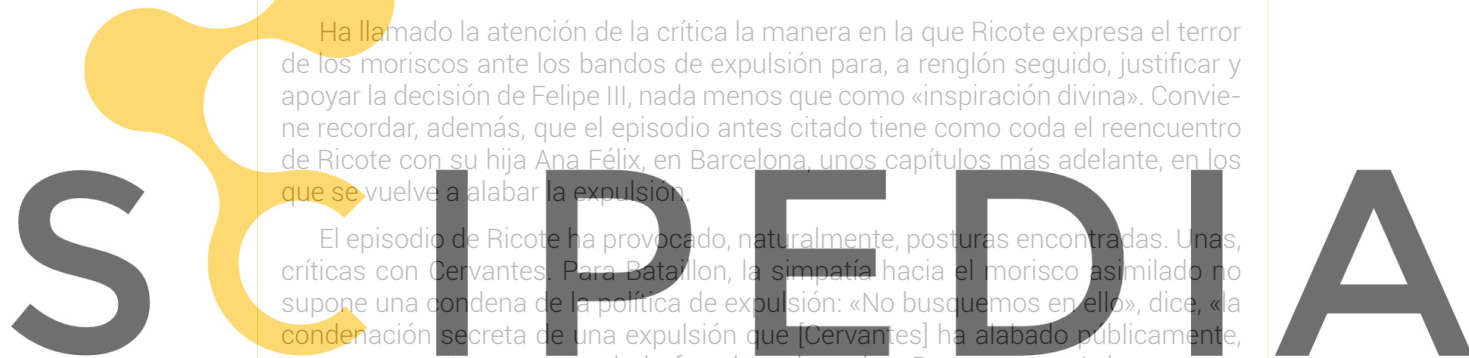 Ha llamado la atención de la crítica la manera en la que Ricote expresa el terror
de los moriscos ante los bandos de expulsión para, a renglón seguido, justificar y
apoyar la decisión de Felipe III, nada menos que como «inspiración divina». Convie-
ne recordar, además, que el episodio antes citado tiene como coda el reencuentro
de Ricote con su hija Ana Félix, en Barcelona, unos capítulos más adelante, en los
que se vuelve a alabar la expulsión.
El episodio de Ricote ha provocado, naturalmente, posturas encontradas. Unas,
críticas con Cervantes. Para Bataillon, la simpatía hacia el morisco asimilado no
supone una condena de la política de expulsión: «No busquemos en ello», dice, «la
condenación secreta de una expulsión que [Cervantes] ha alabado públicamente,
SCIPEDIA